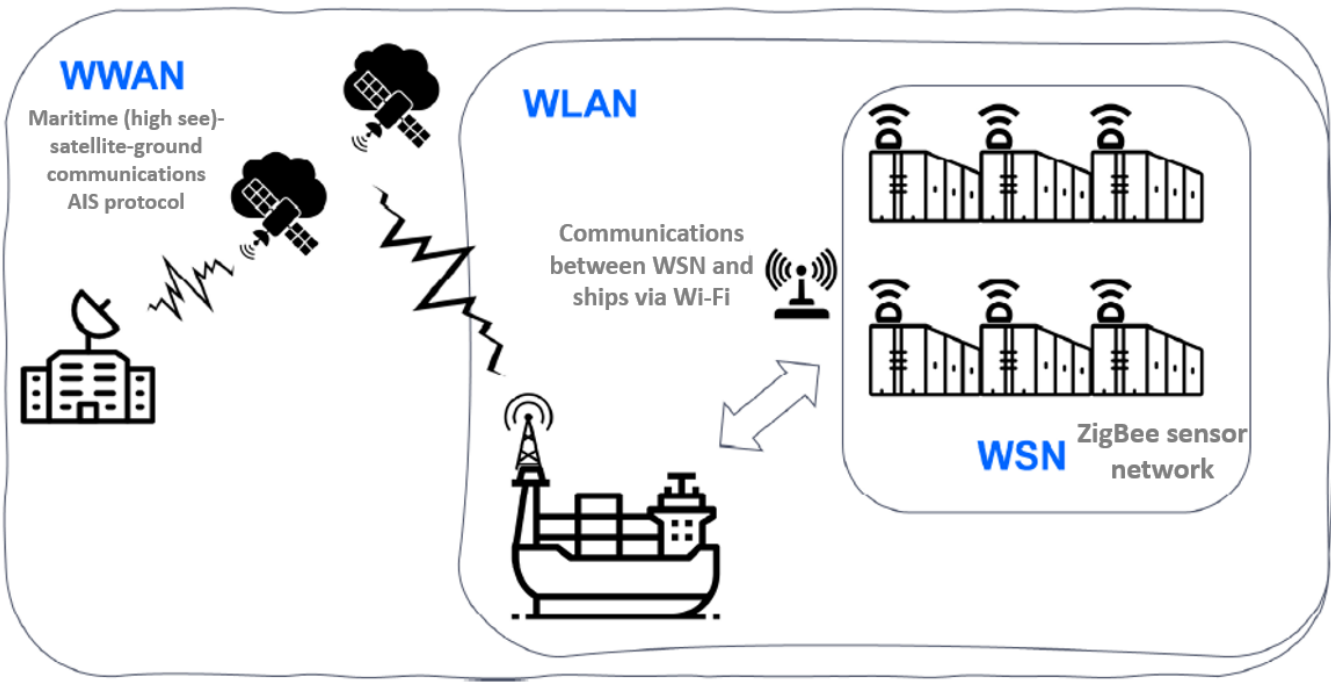 WWAN
Maritime (high see)-
satellite-ground
communications
AIS protocol
WLAN
Communications
between WSN and
ships via Wi-Fi
WSN
ZigBee sensor
network